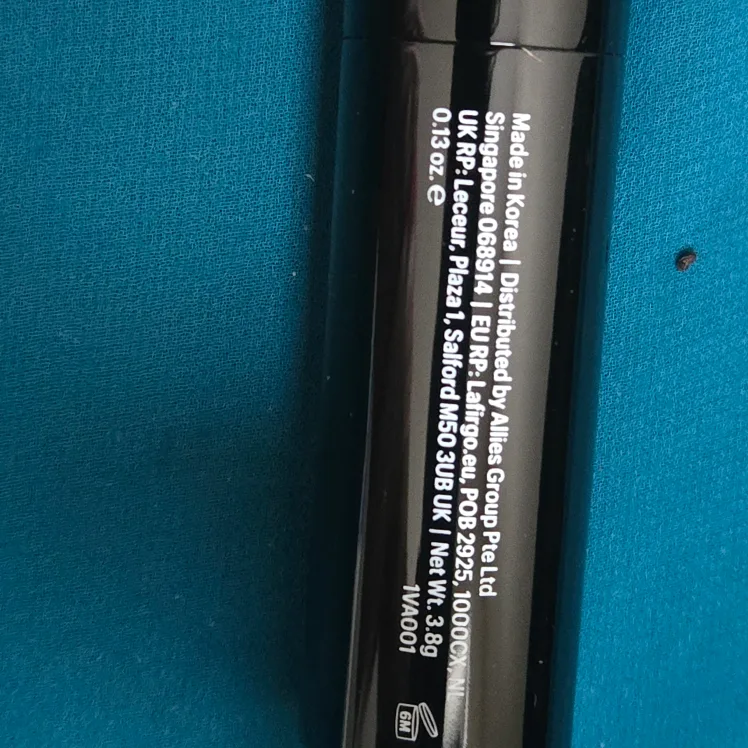 Made in Korea | Distributed by Allies Group Pte Ltd
Singapore 068914 | EU RP: Lafirgo.eu, POB 2925, 1000CX, NL
UK RP: Leceur, Plaza 1, Salford M50 3UB UK | Net Wt. 3.8g
0.13 oz. ℮
1VA001
6M